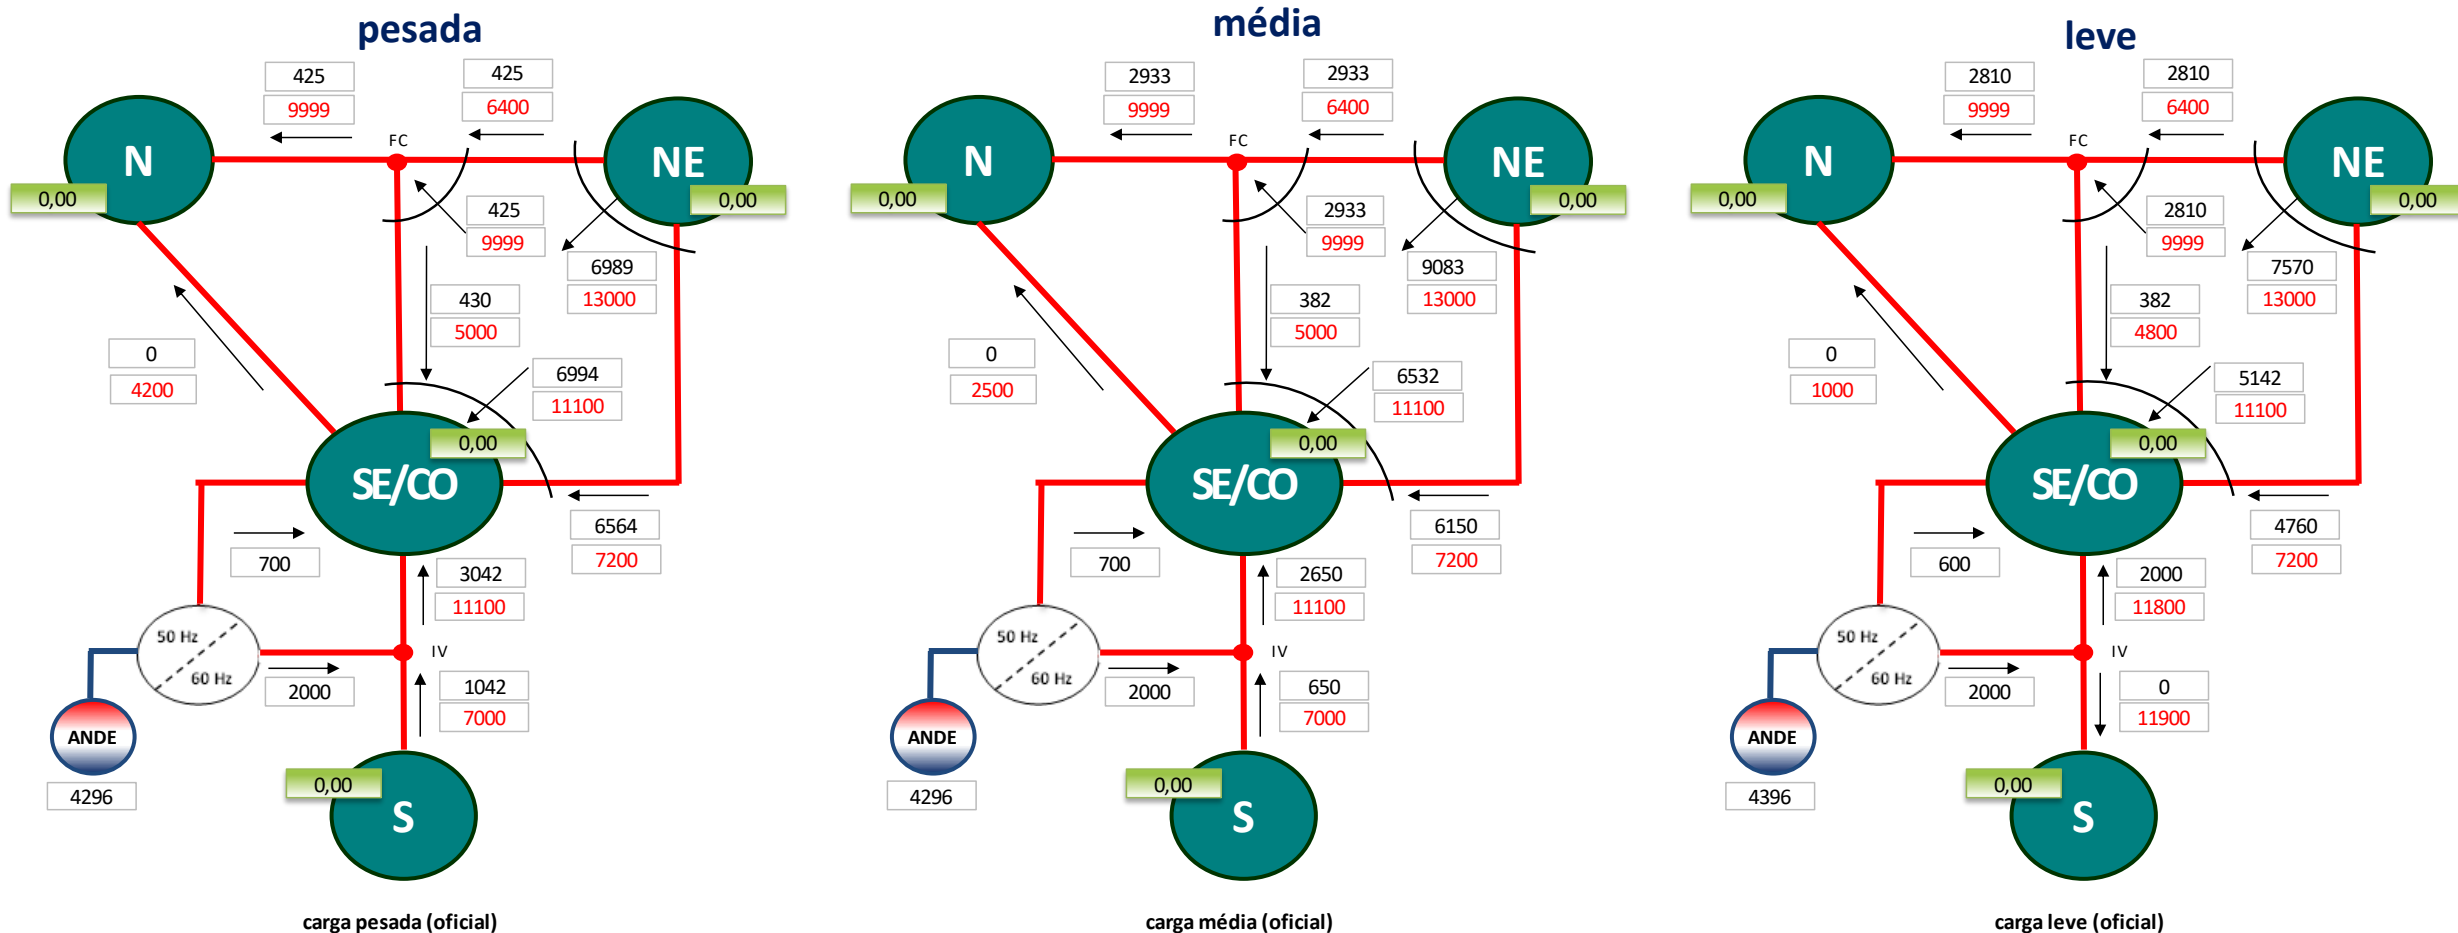 pesada
425
425
9999
6400
FC
N
NE
0,00
0,00
425
9999
6989
13000
430
5000
0
4200
6994
11100
0,00
SE/CO
6564
7200
700
3042
11100
50 Hz
60 Hz
IV
2000
1042
7000
ANDE
4296
0,00
S
carga pesada (oficial)
média
2933
2933
9999
6400
FC
N
NE
0,00
0,00
2933
9999
9083
13000
382
5000
0
2500
6532
11100
0,00
SE/CO
6150
7200
700
2650
11100
50 Hz
60 Hz
IV
2000
650
7000
ANDE
4296
0,00
S
carga média (oficial)
leve
2810
2810
9999
6400
FC
N
NE
0,00
0,00
2810
9999
7570
13000
382
4800
0
1000
5142
11100
0,00
SE/CO
4760
7200
600
2000
11800
50 Hz
60 Hz
IV
2000
0
11900
ANDE
4396
0,00
S
carga leve (oficial)